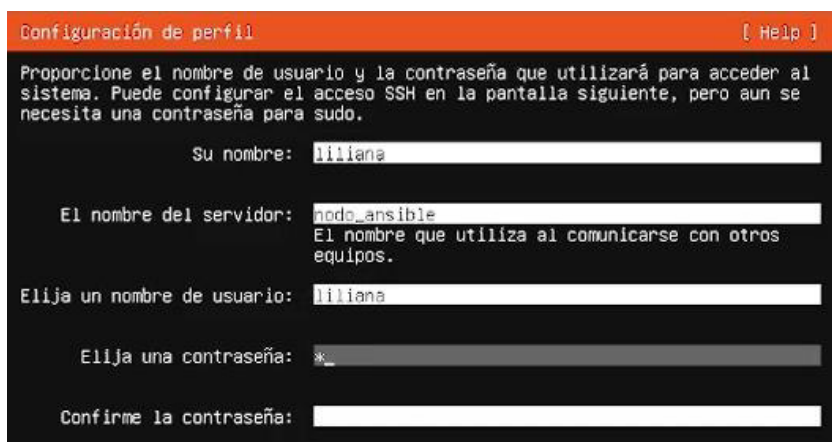 Configuración de perfil [ Help ]
Proporcione el nombre de usuario y la contraseña que utilizará para acceder al
sistema. Puede configurar el acceso SSH en la pantalla siguiente, pero aun se
necesita una contraseña para sudo.
Su nombre: liliana
El nombre del servidor: nodo_ansible
El nombre que utiliza al comunicarse con otros
equipos.
Elija un nombre de usuario: liliana
Elija una contraseña: *_
Confirme la contraseña: